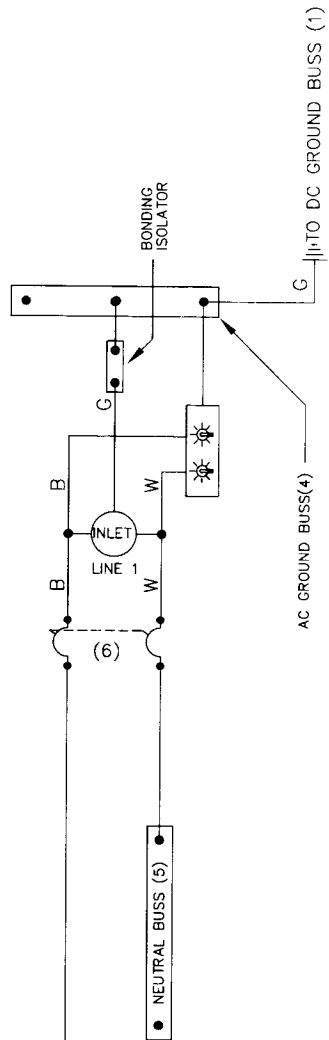 BONDING
ISOLATOR
G
B
B
INLET
LINE 1
W
W
(6)
NEUTRAL BUSS (5)
AC GROUND BUSS(4)
G
TO DC GROUND BUSS (1)